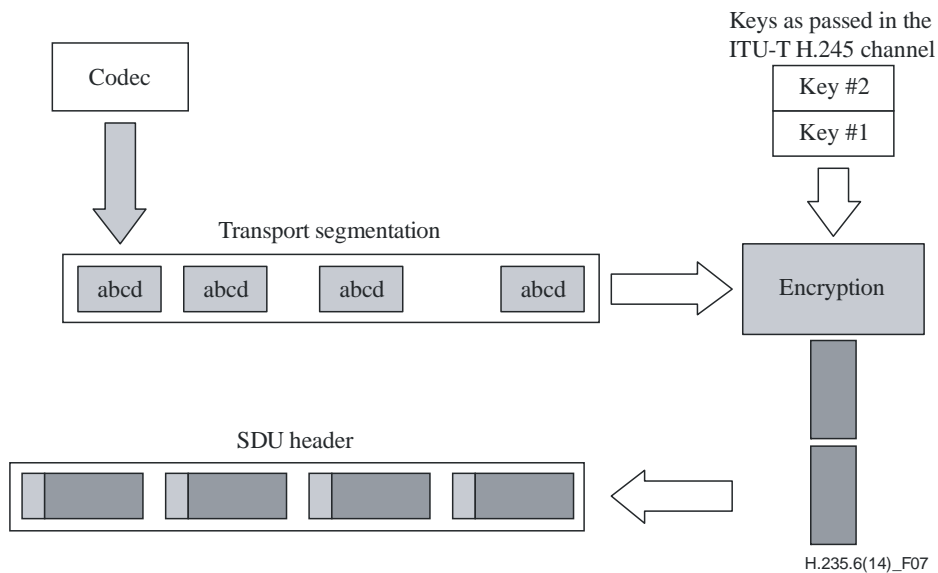 Keys as passed in the
ITU-T H.245 channel
Codec
Key #2
Key #1
Transport segmentation
abcd abcd abcd abcd
Encryption
SDU header
H.235.6(14)_F07